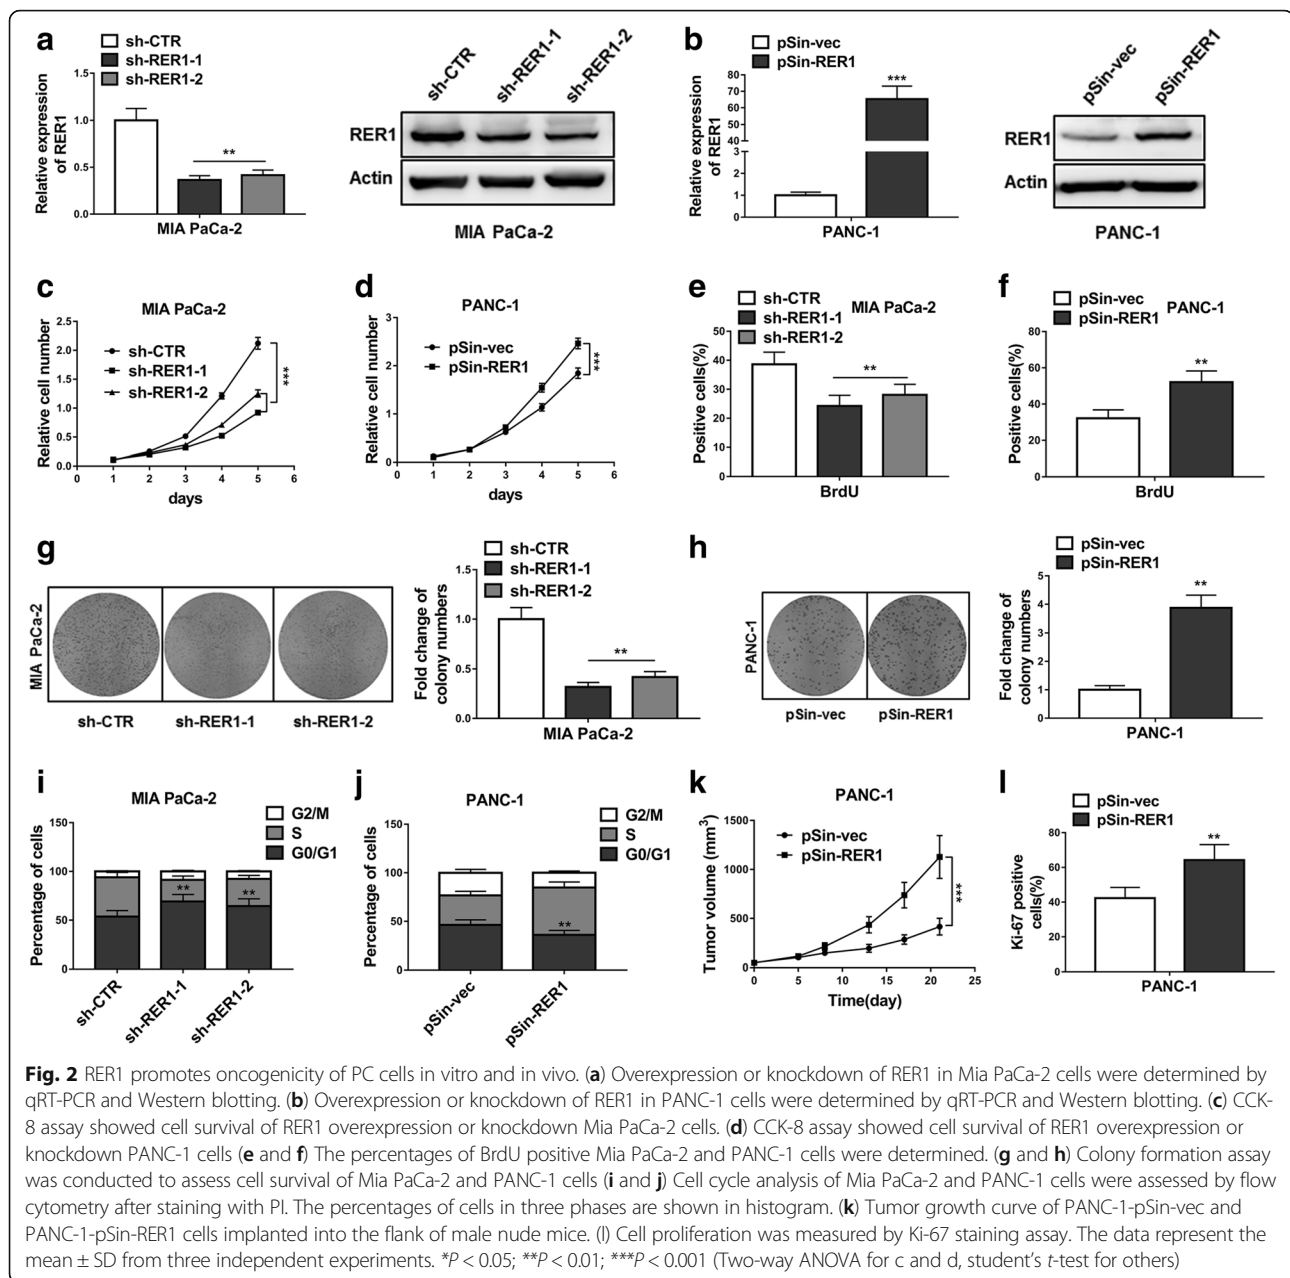 a
sh-CTR
sh-RER1-1
sh-RER1-2
Relative expression
of RER1
1.5
1.0
0.5
0.0
**
MIA PaCa-2
sh-CTR
sh-RER1-1
sh-RER1-2
RER1
Actin
MIA PaCa-2
b
pSin-vec
pSin-RER1
Relative expression
of RER1
80
70
60
50
40
3
2
1
0
***
PANC-1
pSin-vec
pSin-RER1
RER1
Actin
PANC-1
c
MIA PaCa-2
Relative cell number
2.5
2.0
1.5
1.0
0.5
0.0
sh-CTR
sh-RER1-1
sh-RER1-2
***
0 1 2 3 4 5 6
days
d
PANC-1
Relative cell number
3
2
1
0
pSin-vec
pSin-RER1
***
0 1 2 3 4 5 6
days
e
sh-CTR
sh-RER1-1
sh-RER1-2
MIA PaCa-2
Positive cells(%)
50
40
30
20
10
0
**
BrdU
f
pSin-vec
pSin-RER1
PANC-1
Positive cells(%)
80
60
40
20
0
**
BrdU
g
MIA PaCa-2
sh-CTR
sh-RER1-1
sh-RER1-2
sh-CTR
sh-RER1-1
sh-RER1-2
Fold change of
colony numbers
1.5
1.0
0.5
0.0
**
MIA PaCa-2
h
PANC-1
pSin-vec
pSin-RER1
pSin-vec
pSin-RER1
Fold change of
colony numbers
5
4
3
2
1
0
**
PANC-1
i
MIA PaCa-2
G2/M
S
G0/G1
Percentage of cells
150
100
50
0
**
**
sh-CTR
sh-RER1-1
sh-RER1-2
j
PANC-1
G2/M
S
G0/G1
Percentage of cells
150
100
50
0
**
pSin-vec
pSin-RER1
k
PANC-1
Tumor volume (mm3)
1500
1000
500
0
pSin-vec
pSin-RER1
***
0 5 10 15 20 25
Time(day)
l
pSin-vec
pSin-RER1
Ki-67 positive
cells(%)
80
60
40
20
0
**
PANC-1
Fig. 2 RER1 promotes oncogenicity of PC cells in vitro and in vivo. (a) Overexpression or knockdown of RER1 in Mia PaCa-2 cells were determined by
qRT-PCR and Western blotting. (b) Overexpression or knockdown of RER1 in PANC-1 cells were determined by qRT-PCR and Western blotting. (c) CCK-
8 assay showed cell survival of RER1 overexpression or knockdown Mia PaCa-2 cells. (d) CCK-8 assay showed cell survival of RER1 overexpression or
knockdown PANC-1 cells (e and f) The percentages of BrdU positive Mia PaCa-2 and PANC-1 cells were determined. (g and h) Colony formation assay
was conducted to assess cell survival of Mia PaCa-2 and PANC-1 cells (i and j) Cell cycle analysis of Mia PaCa-2 and PANC-1 cells were assessed by flow
cytometry after staining with PI. The percentages of cells in three phases are shown in histogram. (k) Tumor growth curve of PANC-1-pSin-vec and
PANC-1-pSin-RER1 cells implanted into the flank of male nude mice. (l) Cell proliferation was measured by Ki-67 staining assay. The data represent the
mean ± SD from three independent experiments. *P < 0.05; **P < 0.01; ***P < 0.001 (Two-way ANOVA for c and d, student’s t-test for others)